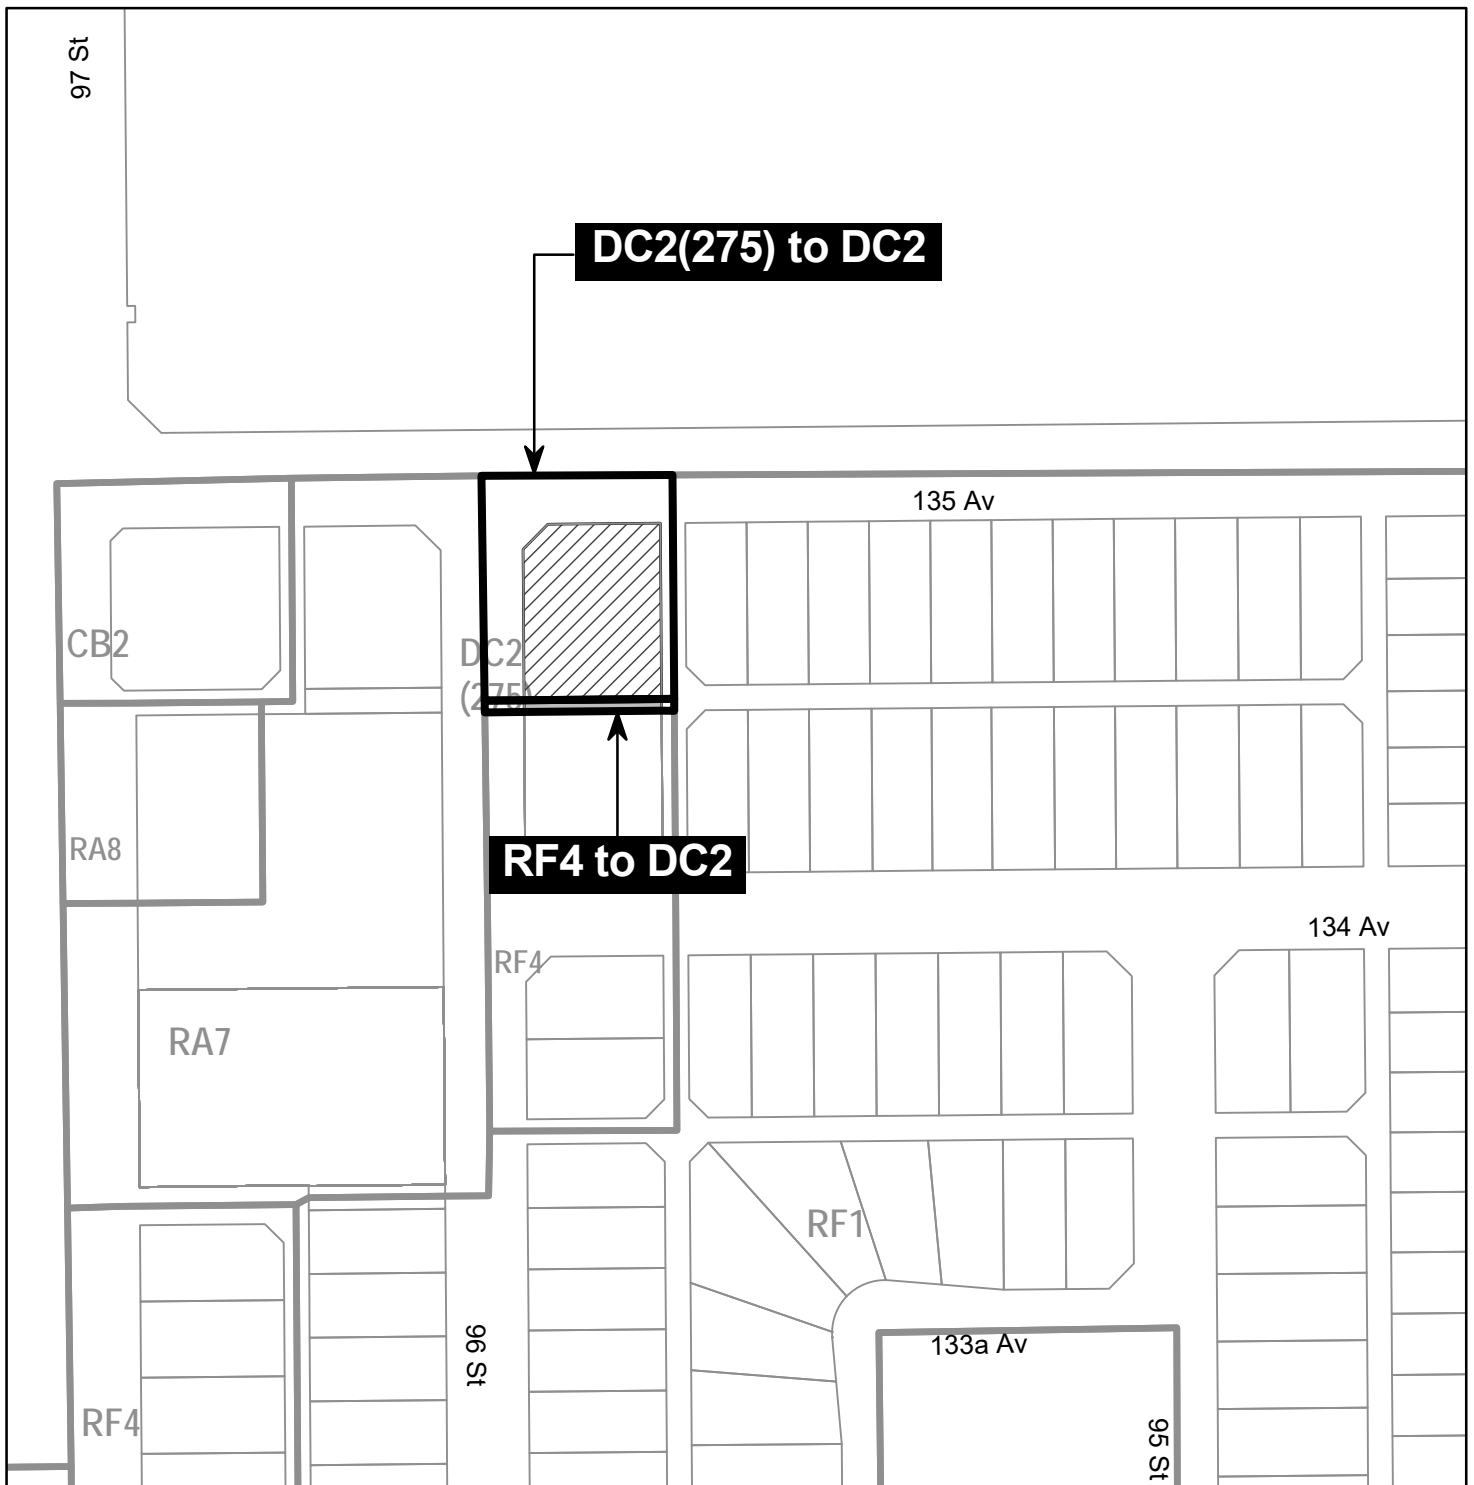 97 St
DC2(275) to DC2
135 Av
CB2
DC2
(275)
RA8
RF4 to DC2
134 Av
RF4
RA7
RF1
96 St
133a Av
RF4
95 St